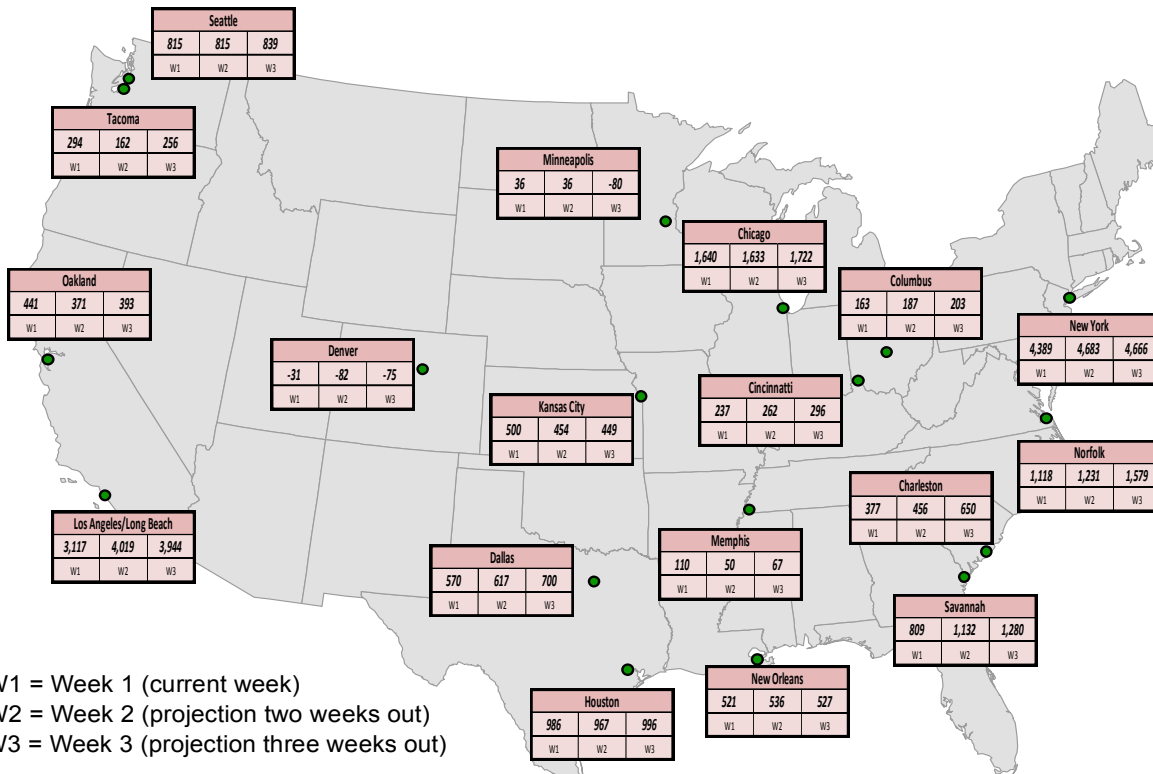 Seattle
815 815 839
W1 W2 W3
Tacoma
294 162 256
W1 W2 W3
Minneapolis
36 36 -80
W1 W2 W3
Chicago
1,640 1,633 1,722
W1 W2 W3
Oakland
441 371 393
W1 W2 W3
Columbus
163 187 203
W1 W2 W3
New York
4,389 4,683 4,666
W1 W2 W3
Denver
-31 -82 -75
W1 W2 W3
Cincinnatti
237 262 296
W1 W2 W3
Kansas City
500 454 449
W1 W2 W3
Norfolk
1,118 1,231 1,579
W1 W2 W3
Charleston
377 456 650
W1 W2 W3
Los Angeles/Long Beach
3,117 4,019 3,944
W1 W2 W3
Memphis
110 50 67
W1 W2 W3
Dallas
570 617 700
W1 W2 W3
Savannah
809 1,132 1,280
W1 W2 W3
New Orleans
521 536 527
W1 W2 W3
Houston
986 967 996
W1 W2 W3
W1 = Week 1 (current week)
W2 = Week 2 (projection two weeks out)
W3 = Week 3 (projection three weeks out)